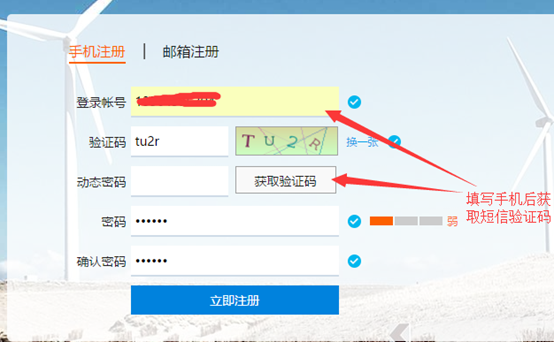 手机注册 | 邮箱注册
登录帐号
验证码 tu2r TU2R 换一张
动态密码 获取验证码
填写手机后获
取短信验证码
密码 •••••• 弱
确认密码 ••••••
立即注册